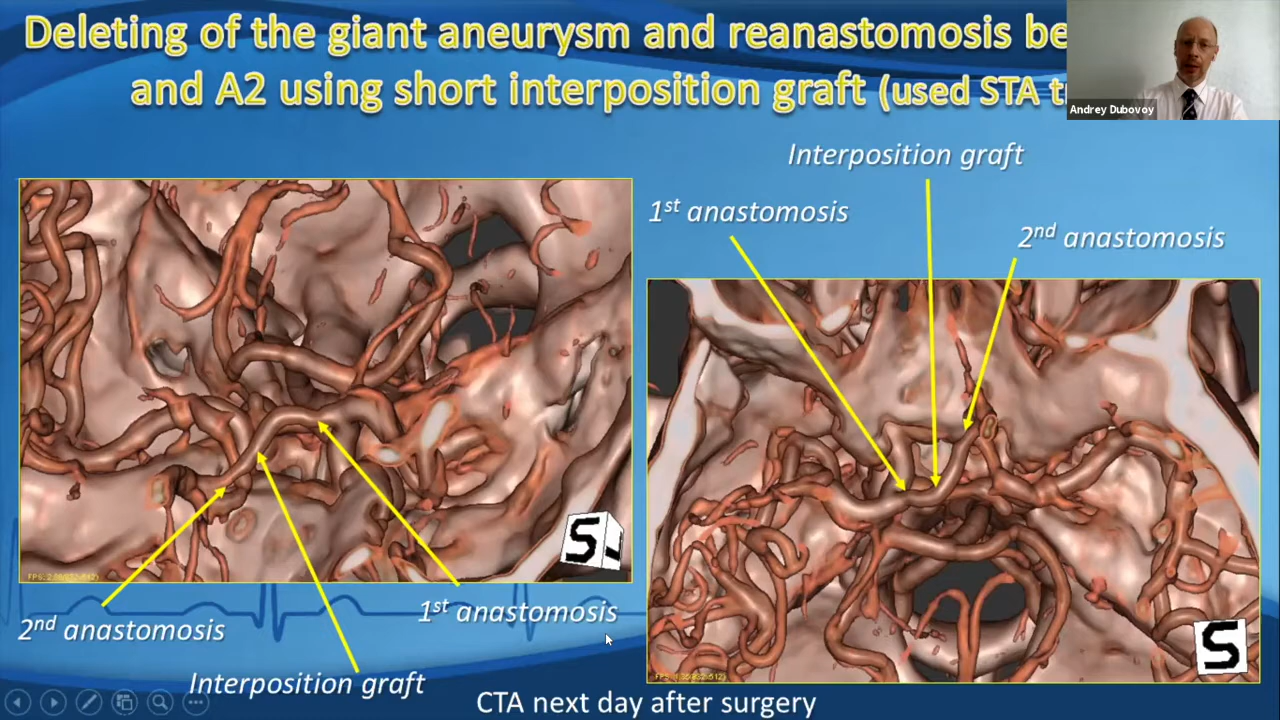 Deleting of the giant aneurysm and reanastomosis be
and A2 using short interposition graft (used STA t
Andrey Dubovoy
Interposition graft
1st anastomosis
2nd anastomosis
S
2nd anastomosis
1st anastomosis
Interposition graft
S
CTA next day after surgery